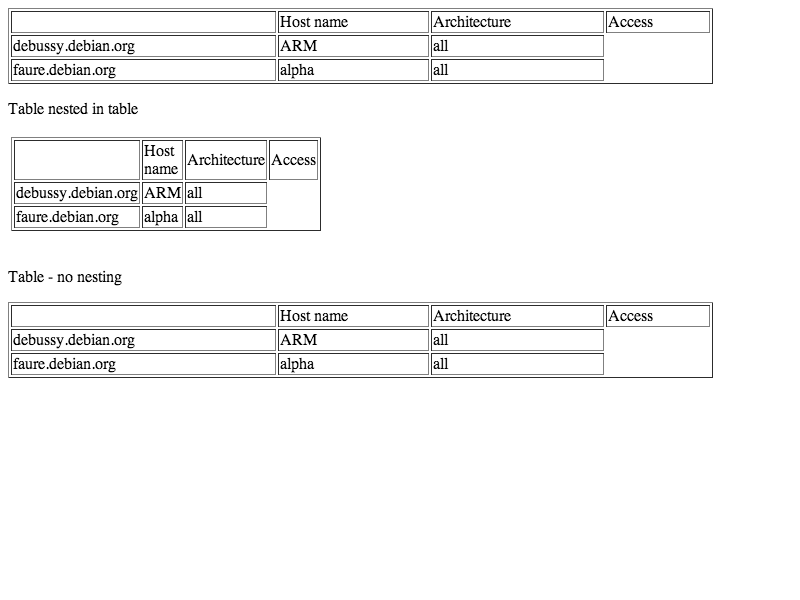 Host name Architecture Access
debussy.debian.org ARM all
faure.debian.org alpha all
Table nested in table
Host name Architecture Access
debussy.debian.org ARM all
faure.debian.org alpha all
Table - no nesting
Host name Architecture Access
debussy.debian.org ARM all
faure.debian.org alpha all